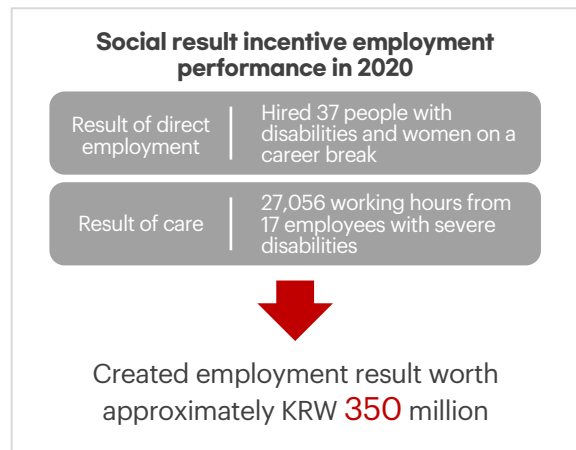 Social result incentive employment
performance in 2020
Result of direct
employment
Hired 37 people with
disabilities and women on a
career break
Result of care
27,056 working hours from
17 employees with severe
disabilities
Created employment result worth
approximately KRW 350 million